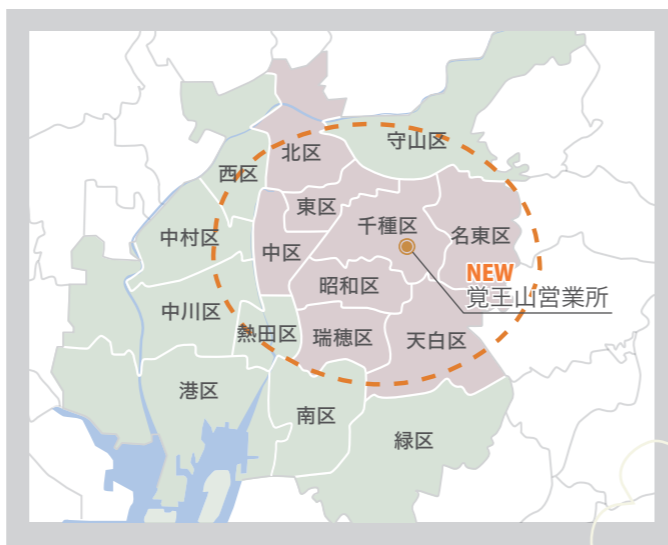 守山区
北区
西区
東区
千種区
中村区
中区
名東区
NEW
覚王山営業所
昭和区
中川区
熱田区
瑞穂区
天白区
港区
南区
緑区